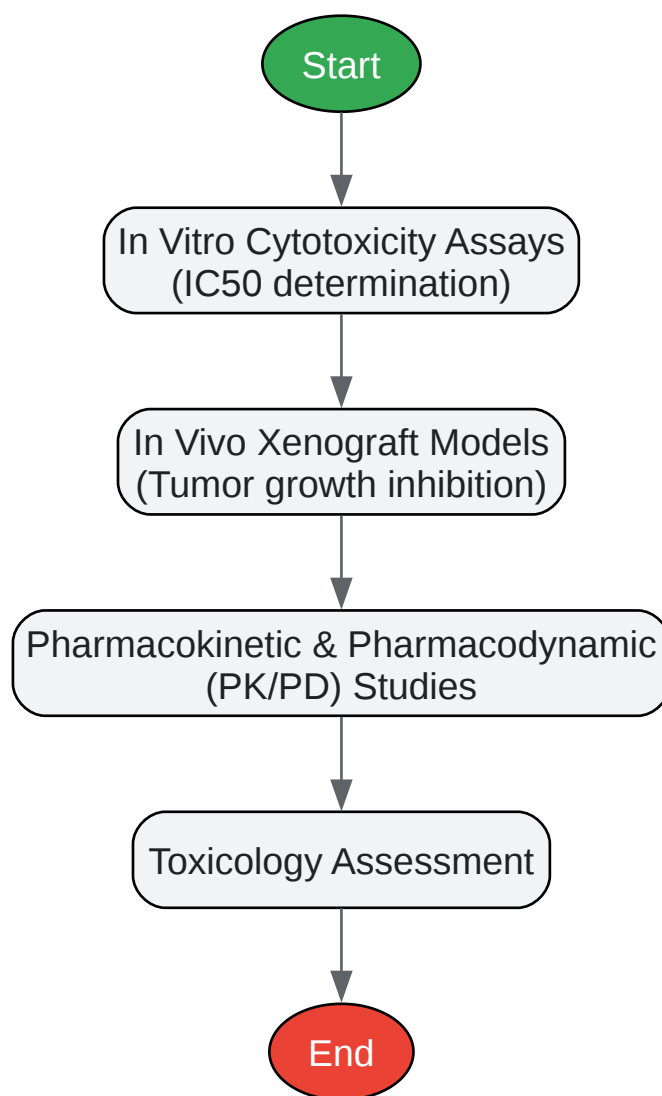 Start
In Vitro Cytotoxicity Assays
(IC50 determination)
In Vivo Xenograft Models
(Tumor growth inhibition)
Pharmacokinetic & Pharmacodynamic
(PK/PD) Studies
Toxicology Assessment
End